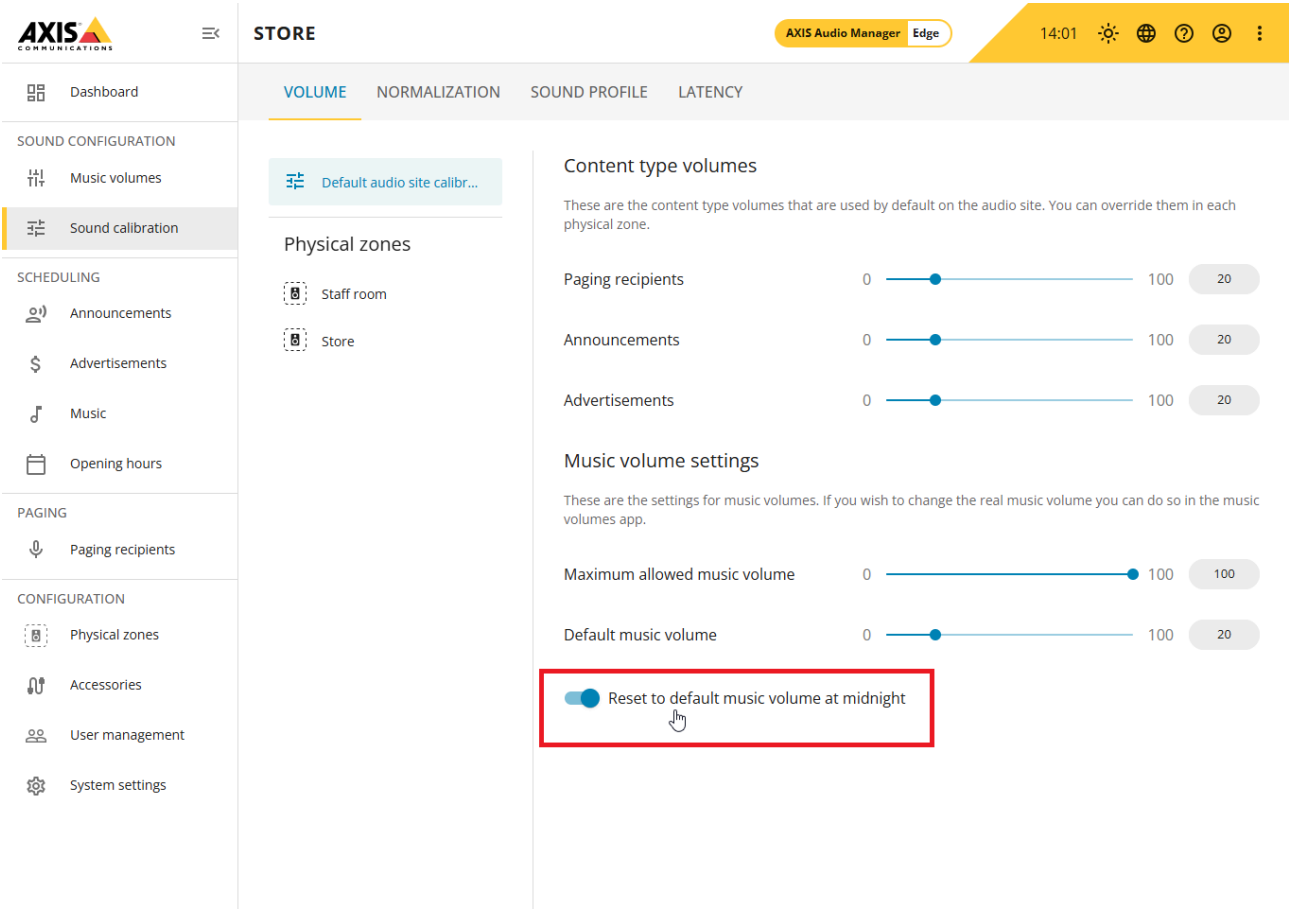 AXIS
COMMUNICATIONS
STORE
AXIS Audio Manager Edge
14:01
Dashboard
SOUND CONFIGURATION
Music volumes
Sound calibration
SCHEDULING
Announcements
Advertisements
Music
Opening hours
PAGING
Paging recipients
CONFIGURATION
Physical zones
Accessories
User management
System settings
VOLUME NORMALIZATION SOUND PROFILE LATENCY
Default audio site calibr...
Physical zones
Staff room
Store
Content type volumes
These are the content type volumes that are used by default on the audio site. You can override them in each
physical zone.
Paging recipients 0 100 20
Announcements 0 100 20
Advertisements 0 100 20
Music volume settings
These are the settings for music volumes. If you wish to change the real music volume you can do so in the music
volumes app.
Maximum allowed music volume 0 100 100
Default music volume 0 100 20
Reset to default music volume at midnight